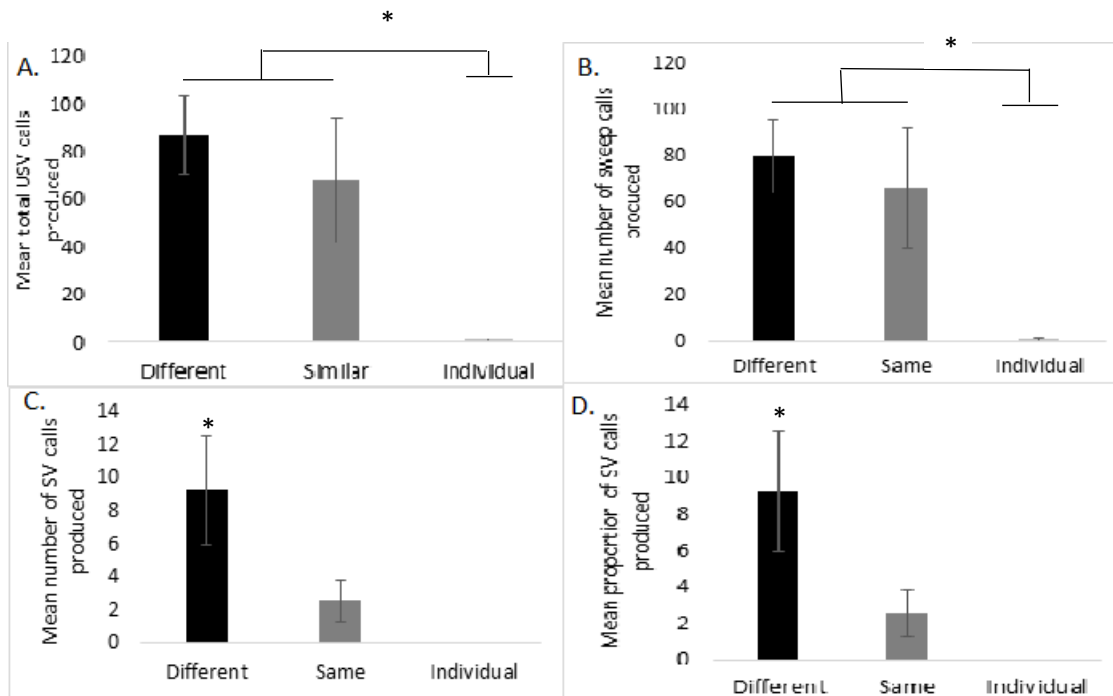 *
A.
Mean total USV calls
produced
120
100
80
60
40
20
0
Different Similar Individual
*
B.
Mean number of sweep calls
produced
120
100
80
60
40
20
0
Different Same Individual
C.
Mean number of SV calls
produced
14
12
10
8
6
4
2
0
*
Different Same Individual
D.
Mean proportion of SV calls
produced
14
12
10
8
6
4
2
0
*
Different Same Individual